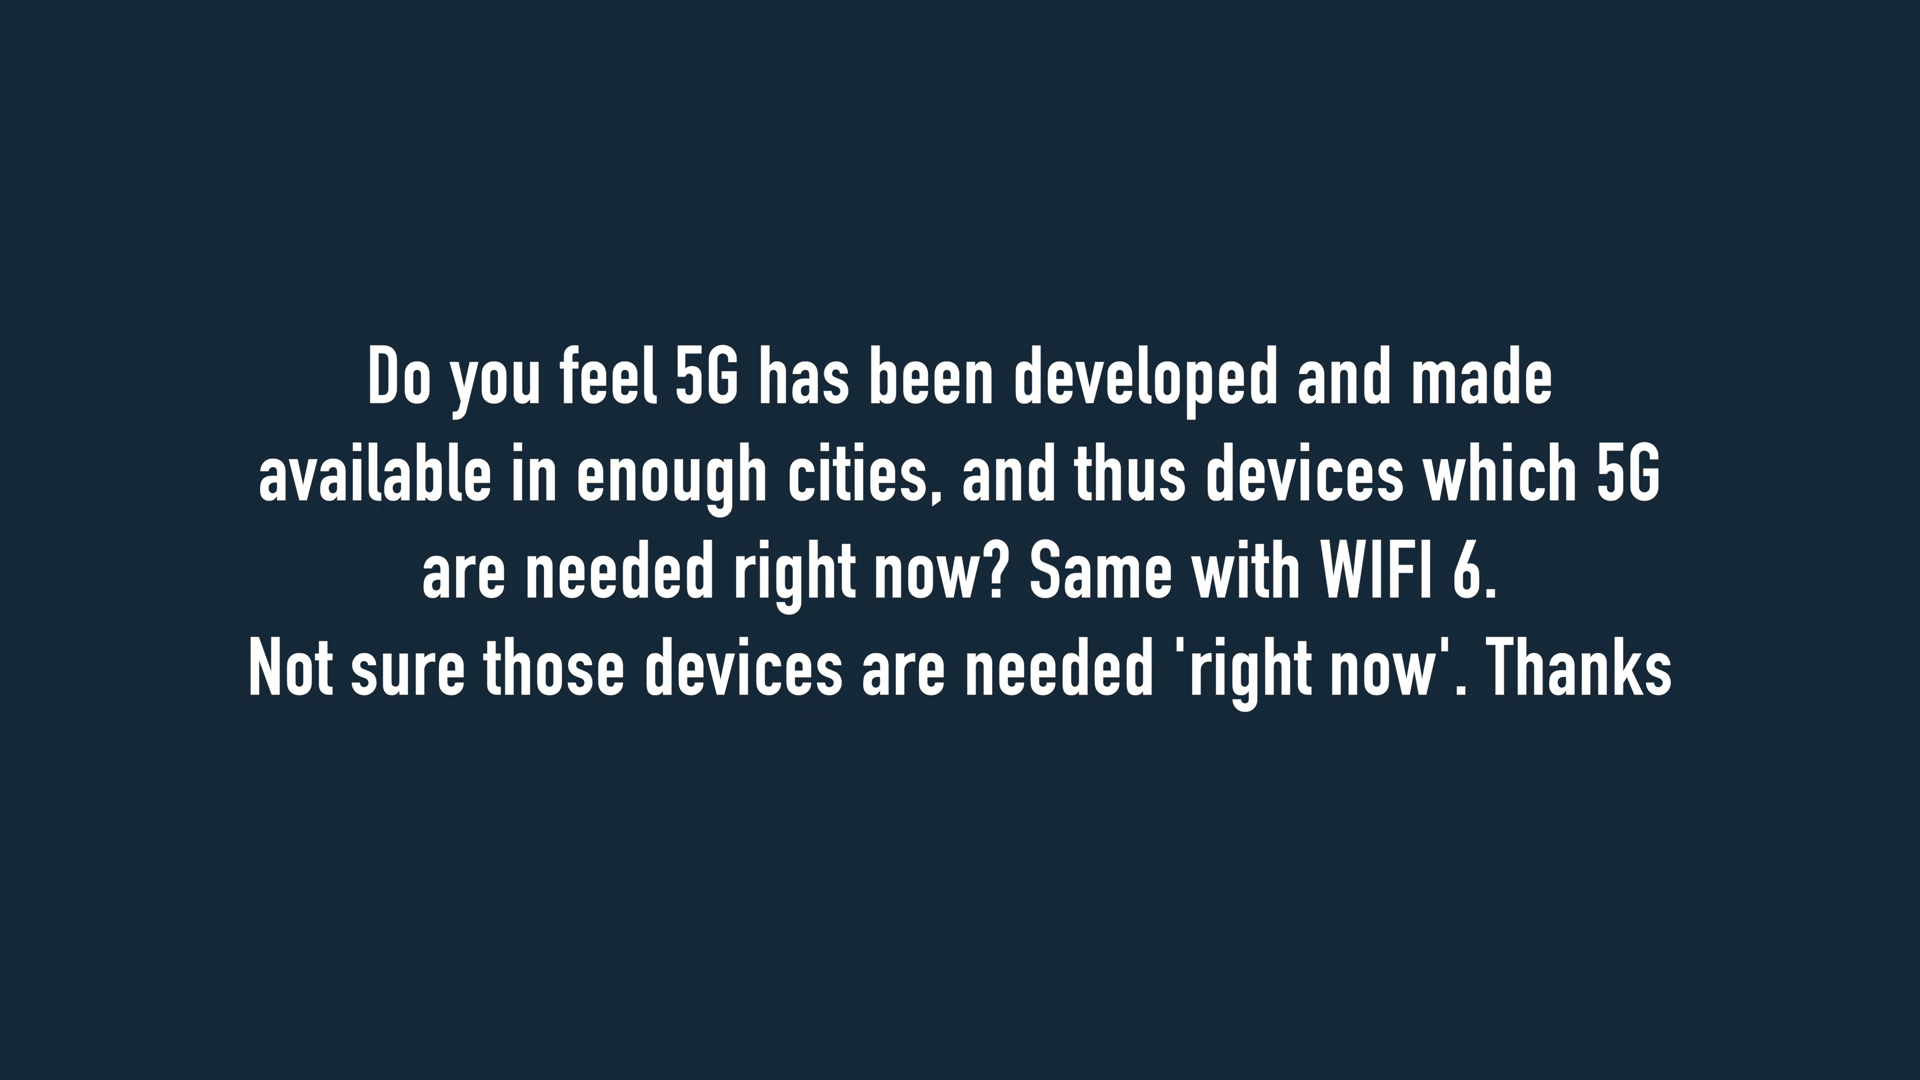 Do you feel 5G has been developed and made
available in enough cities, and thus devices which 5G
are needed right now? Same with WIFI 6.
Not sure those devices are needed 'right now'. Thanks